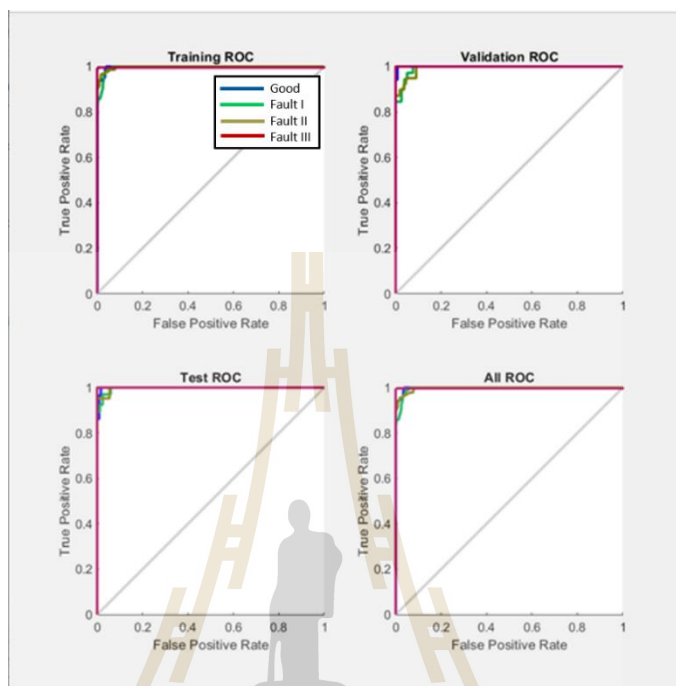 Training ROC
1
0.8
0.6
0.4
0.2
0
True Positive Rate
Good
Fault I
Fault II
Fault III
0 0.2 0.4 0.6 0.8 1
False Positive Rate
Validation ROC
1
0.8
0.6
0.4
0.2
0
True Positive Rate
0 0.2 0.4 0.6 0.8 1
False Positive Rate
Test ROC
1
0.8
0.6
0.4
0.2
0
True Positive Rate
0 0.2 0.4 0.6 0.8 1
False Positive Rate
All ROC
1
0.8
0.6
0.4
0.2
0
True Positive Rate
0 0.2 0.4 0.6 0.8 1
False Positive Rate